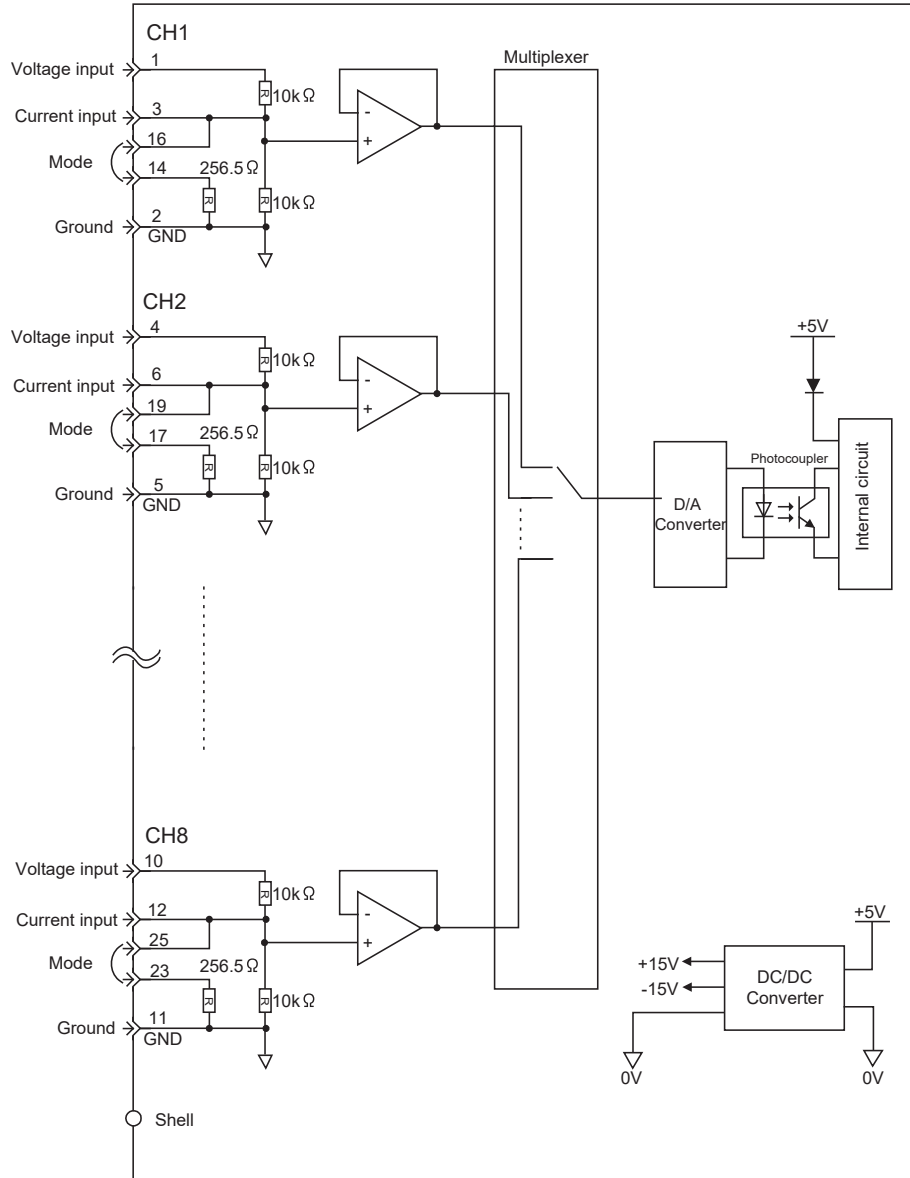 CH1
Voltage input
1
R
10kΩ
Current input
3
16
Mode
14
256.5Ω
R
R
10kΩ
Ground
2
GND
-
+
Multiplexer
CH2
Voltage input
4
R
10kΩ
Current input
6
19
Mode
17
256.5Ω
R
R
10kΩ
Ground
5
GND
-
+
+5V
Photocoupler
D/A
Converter
Internal circuit
CH8
Voltage input
10
R
10kΩ
Current input
12
25
Mode
23
256.5Ω
R
R
10kΩ
Ground
11
GND
-
+
+5V
+15V
-15V
DC/DC
Converter
0V
0V
Shell